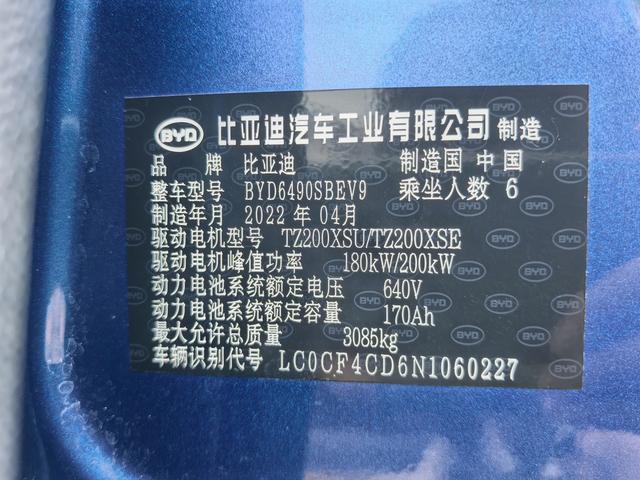 BYD 比亚迪汽车工业有限公司 制造
品 牌 比亚迪 制造国 中国
整车型号 BYD6490SBEV9 乘坐人数 6
制造年月 2022 年 04月
驱动电机型号 TZ200XSU/TZ200XSE
驱动电机峰值功率 180kW/200kW
动力电池系统额定电压 640V
动力电池系统额定容量 170Ah
最大允许总质量 3085kg
车辆识别代号 LC0CF4CD6N1060227